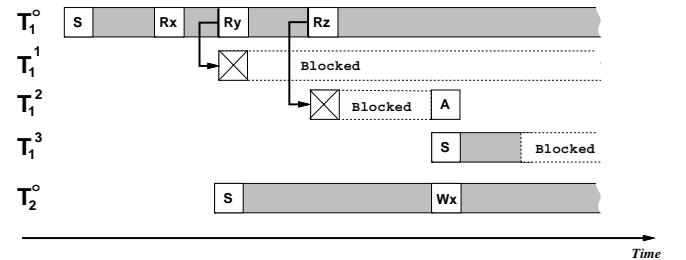 T₁° S Rx Ry Rz
T₁¹ Blocked
T₁² Blocked A
T₁³ S Blocked
T₂° S Wx
Time